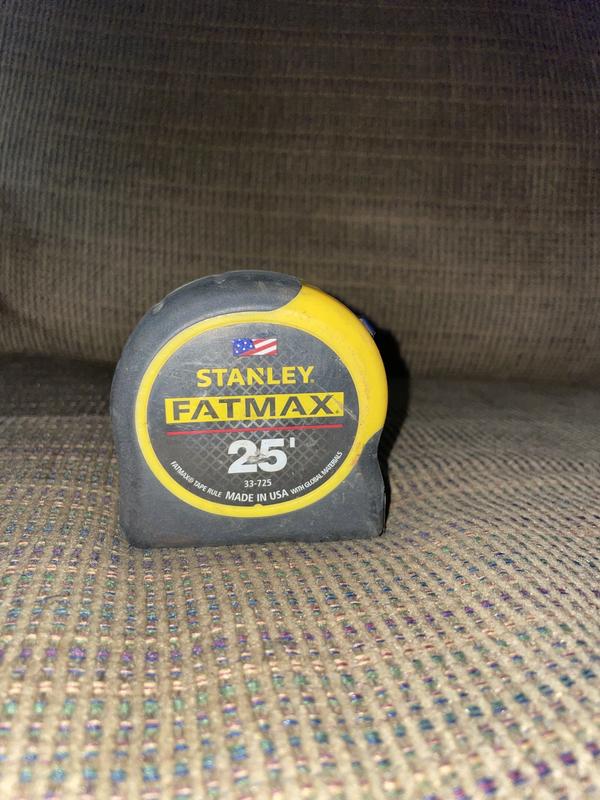 STANLEY®
FATMAX®
25'
33-725
FATMAX® TAPE RULE MADE IN USA WITH GLOBAL MATERIALS